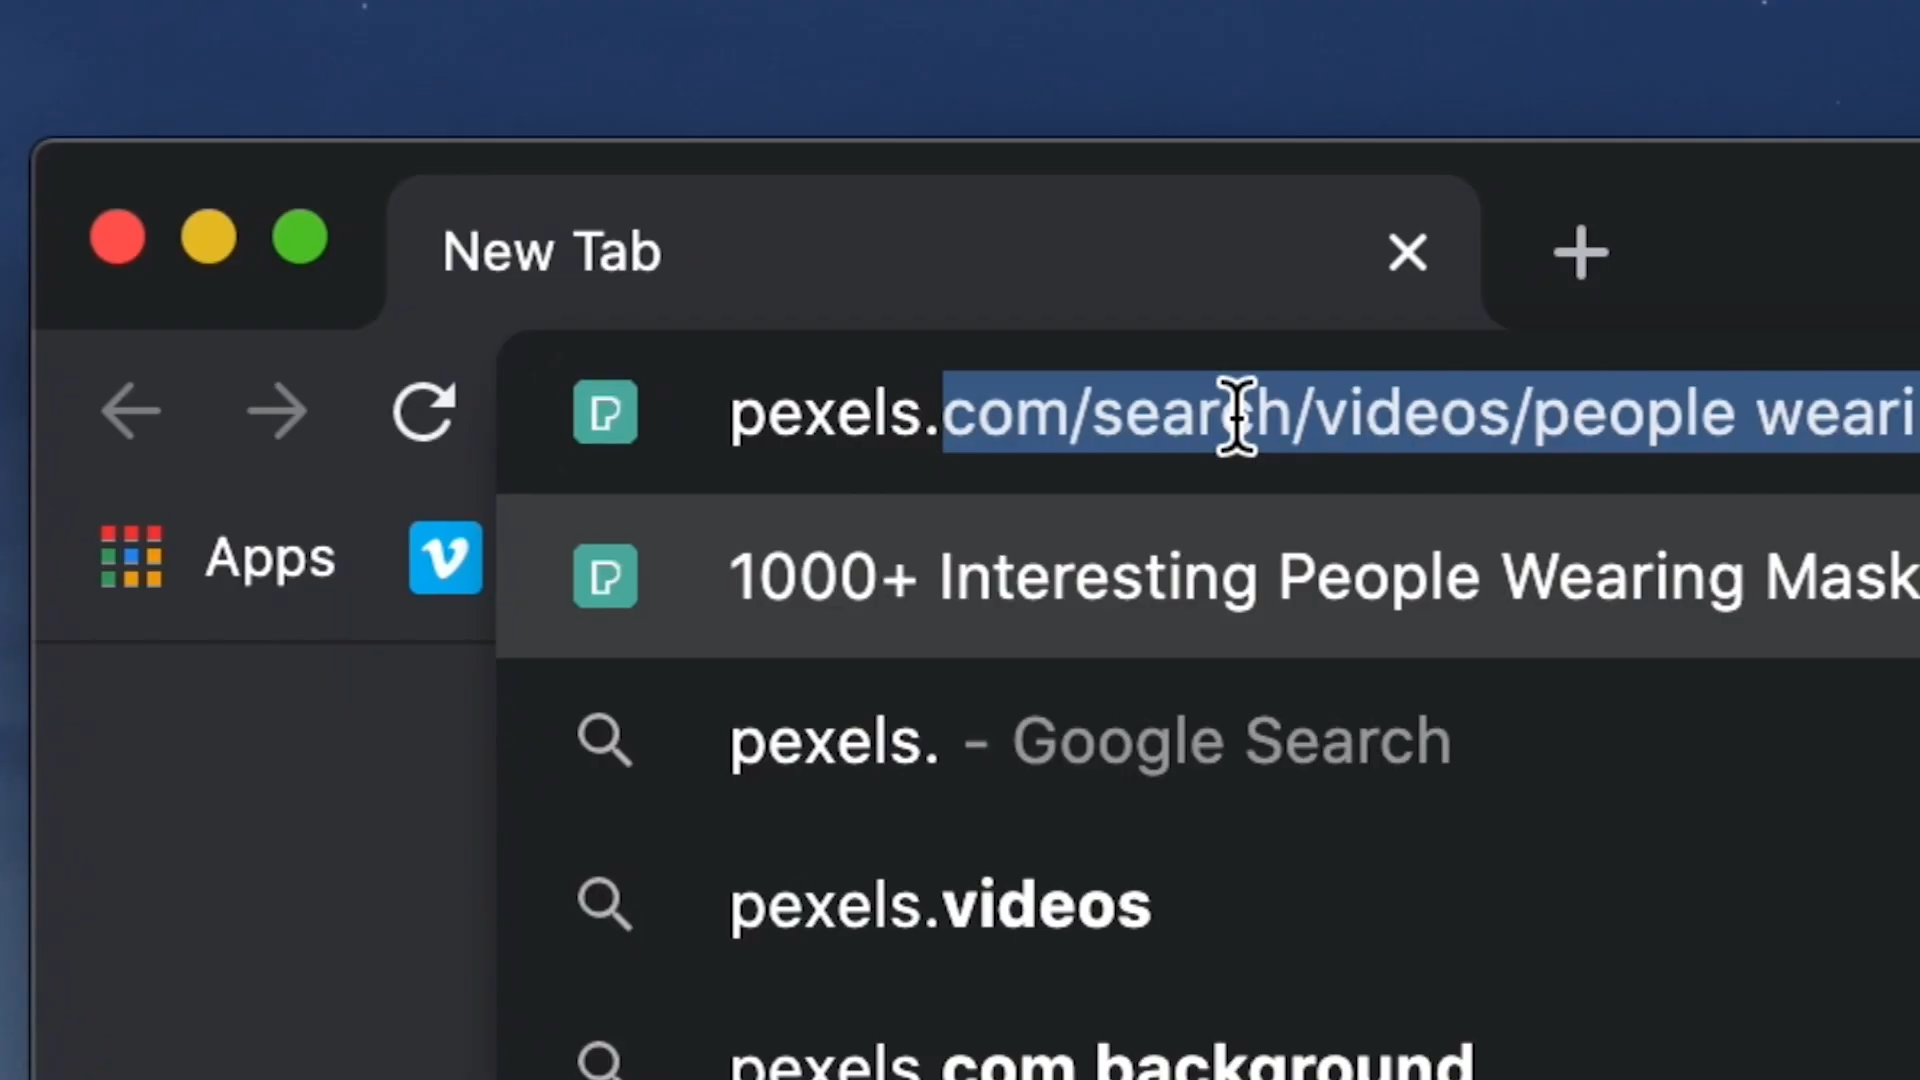 New Tab
pexels.com/search/videos/people weari
Apps
1000+ Interesting People Wearing Mask
pexels. - Google Search
pexels.videos
pexels.com background